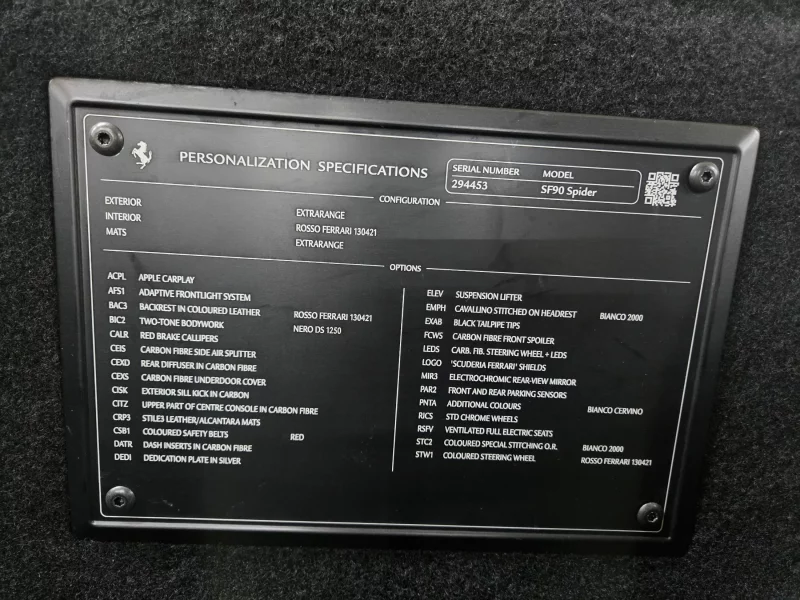 PERSONALIZATION SPECIFICATIONS
SERIAL NUMBER MODEL
294453 SF90 Spider
CONFIGURATION
EXTERIOR EXTRARANGE
INTERIOR ROSSO FERRARI 130421
MATS EXTRARANGE
OPTIONS
ACPL APPLE CARPLAY
AFS1 ADAPTIVE FRONTLIGHT SYSTEM
BAC3 BACKREST IN COLOURED LEATHER ROSSO FERRARI 130421
BIC2 TWO-TONE BODYWORK NERO DS 1250
CALR RED BRAKE CALLIPERS
CEIS CARBON FIBRE SIDE AIR SPLITTER
CEXD REAR DIFFUSER IN CARBON FIBRE
CEXS CARBON FIBRE UNDERDOOR COVER
CISK EXTERIOR SILL KICK IN CARBON
CITZ UPPER PART OF CENTRE CONSOLE IN CARBON FIBRE
CRP3 STILE3 LEATHER/ALCANTARA MATS
CSB1 COLOURED SAFETY BELTS RED
DATR DASH INSERTS IN CARBON FIBRE
DEDI DEDICATION PLATE IN SILVER
ELEV SUSPENSION LIFTER
EMPH CAVALLINO STITCHED ON HEADREST BIANCO 2000
EXAB BLACK TAILPIPE TIPS
FCWS CARBON FIBRE FRONT SPOILER
LEDS CARB. FIB. STEERING WHEEL + LEDS
LOGO 'SCUDERIA FERRARI' SHIELDS
MIR3 ELECTROCHROMIC REAR-VIEW MIRROR
PAR2 FRONT AND REAR PARKING SENSORS
PNTA ADDITIONAL COLOURS BIANCO CERVINO
RICS STD CHROME WHEELS
RSFV VENTILATED FULL ELECTRIC SEATS
STC2 COLOURED SPECIAL STITCHING O.R. BIANCO 2000
STW1 COLOURED STEERING WHEEL ROSSO FERRARI 130421